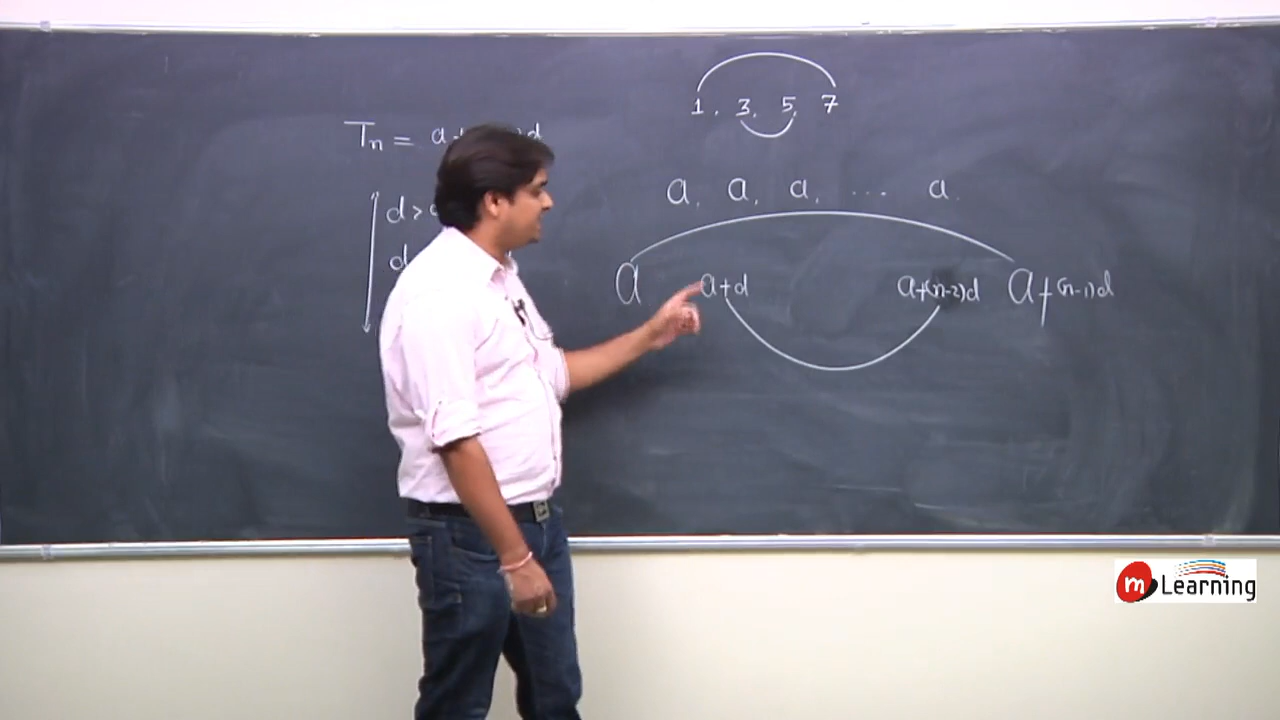 1, 3, 5, 7
Tn = a+ d
a, a, a, ... a.
d >
d
a a+d a+(n-2)d a+(n-1)d
m Learning